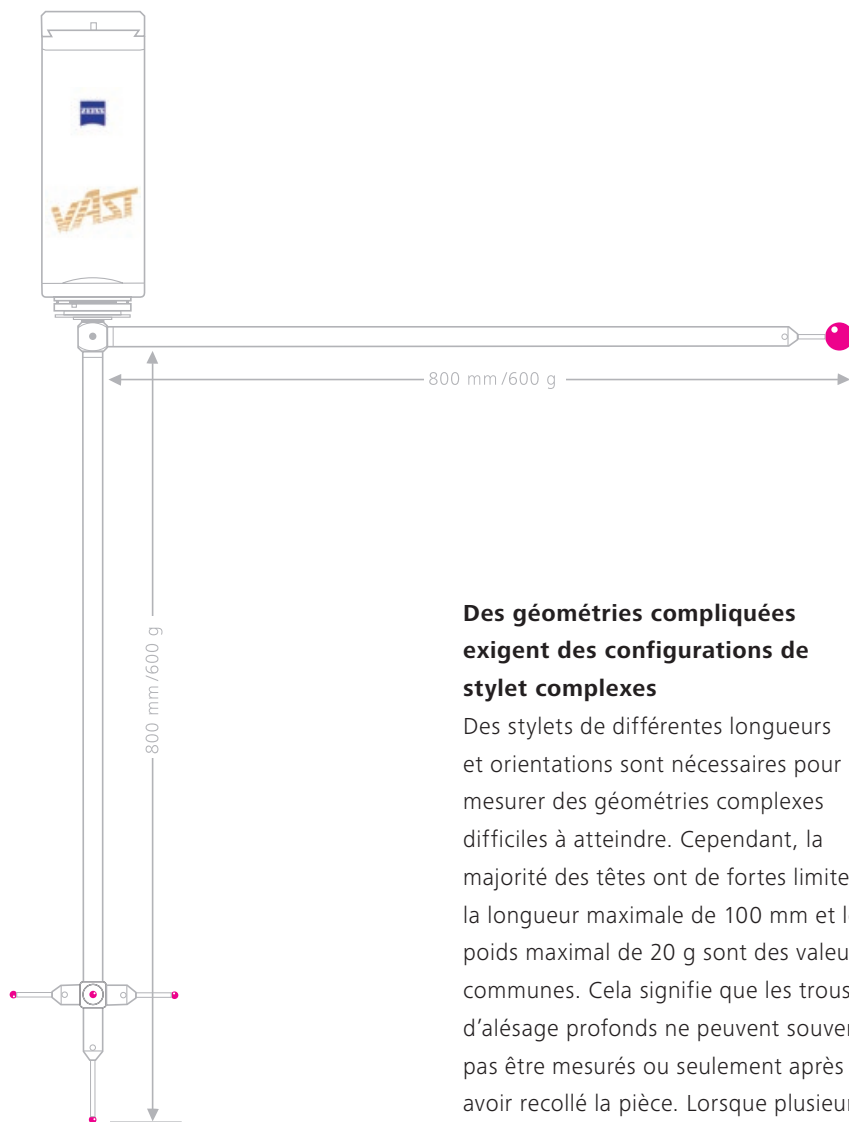 ZEISS
VAST
800 mm/600 g
800 mm/600 g
Des géométries compliquées
exigent des configurations de
stylet complexes
Des stylets de différentes longueurs
et orientations sont nécessaires pour
mesurer des géométries complexes
difficiles à atteindre. Cependant, la
majorité des têtes ont de fortes limite
la longueur maximale de 100 mm et l
poids maximal de 20 g sont des valeu
communes. Cela signifie que les trous
d’alésage profonds ne peuvent souve
pas être mesurés ou seulement après
avoir recollé la pièce. Lorsque plusieu